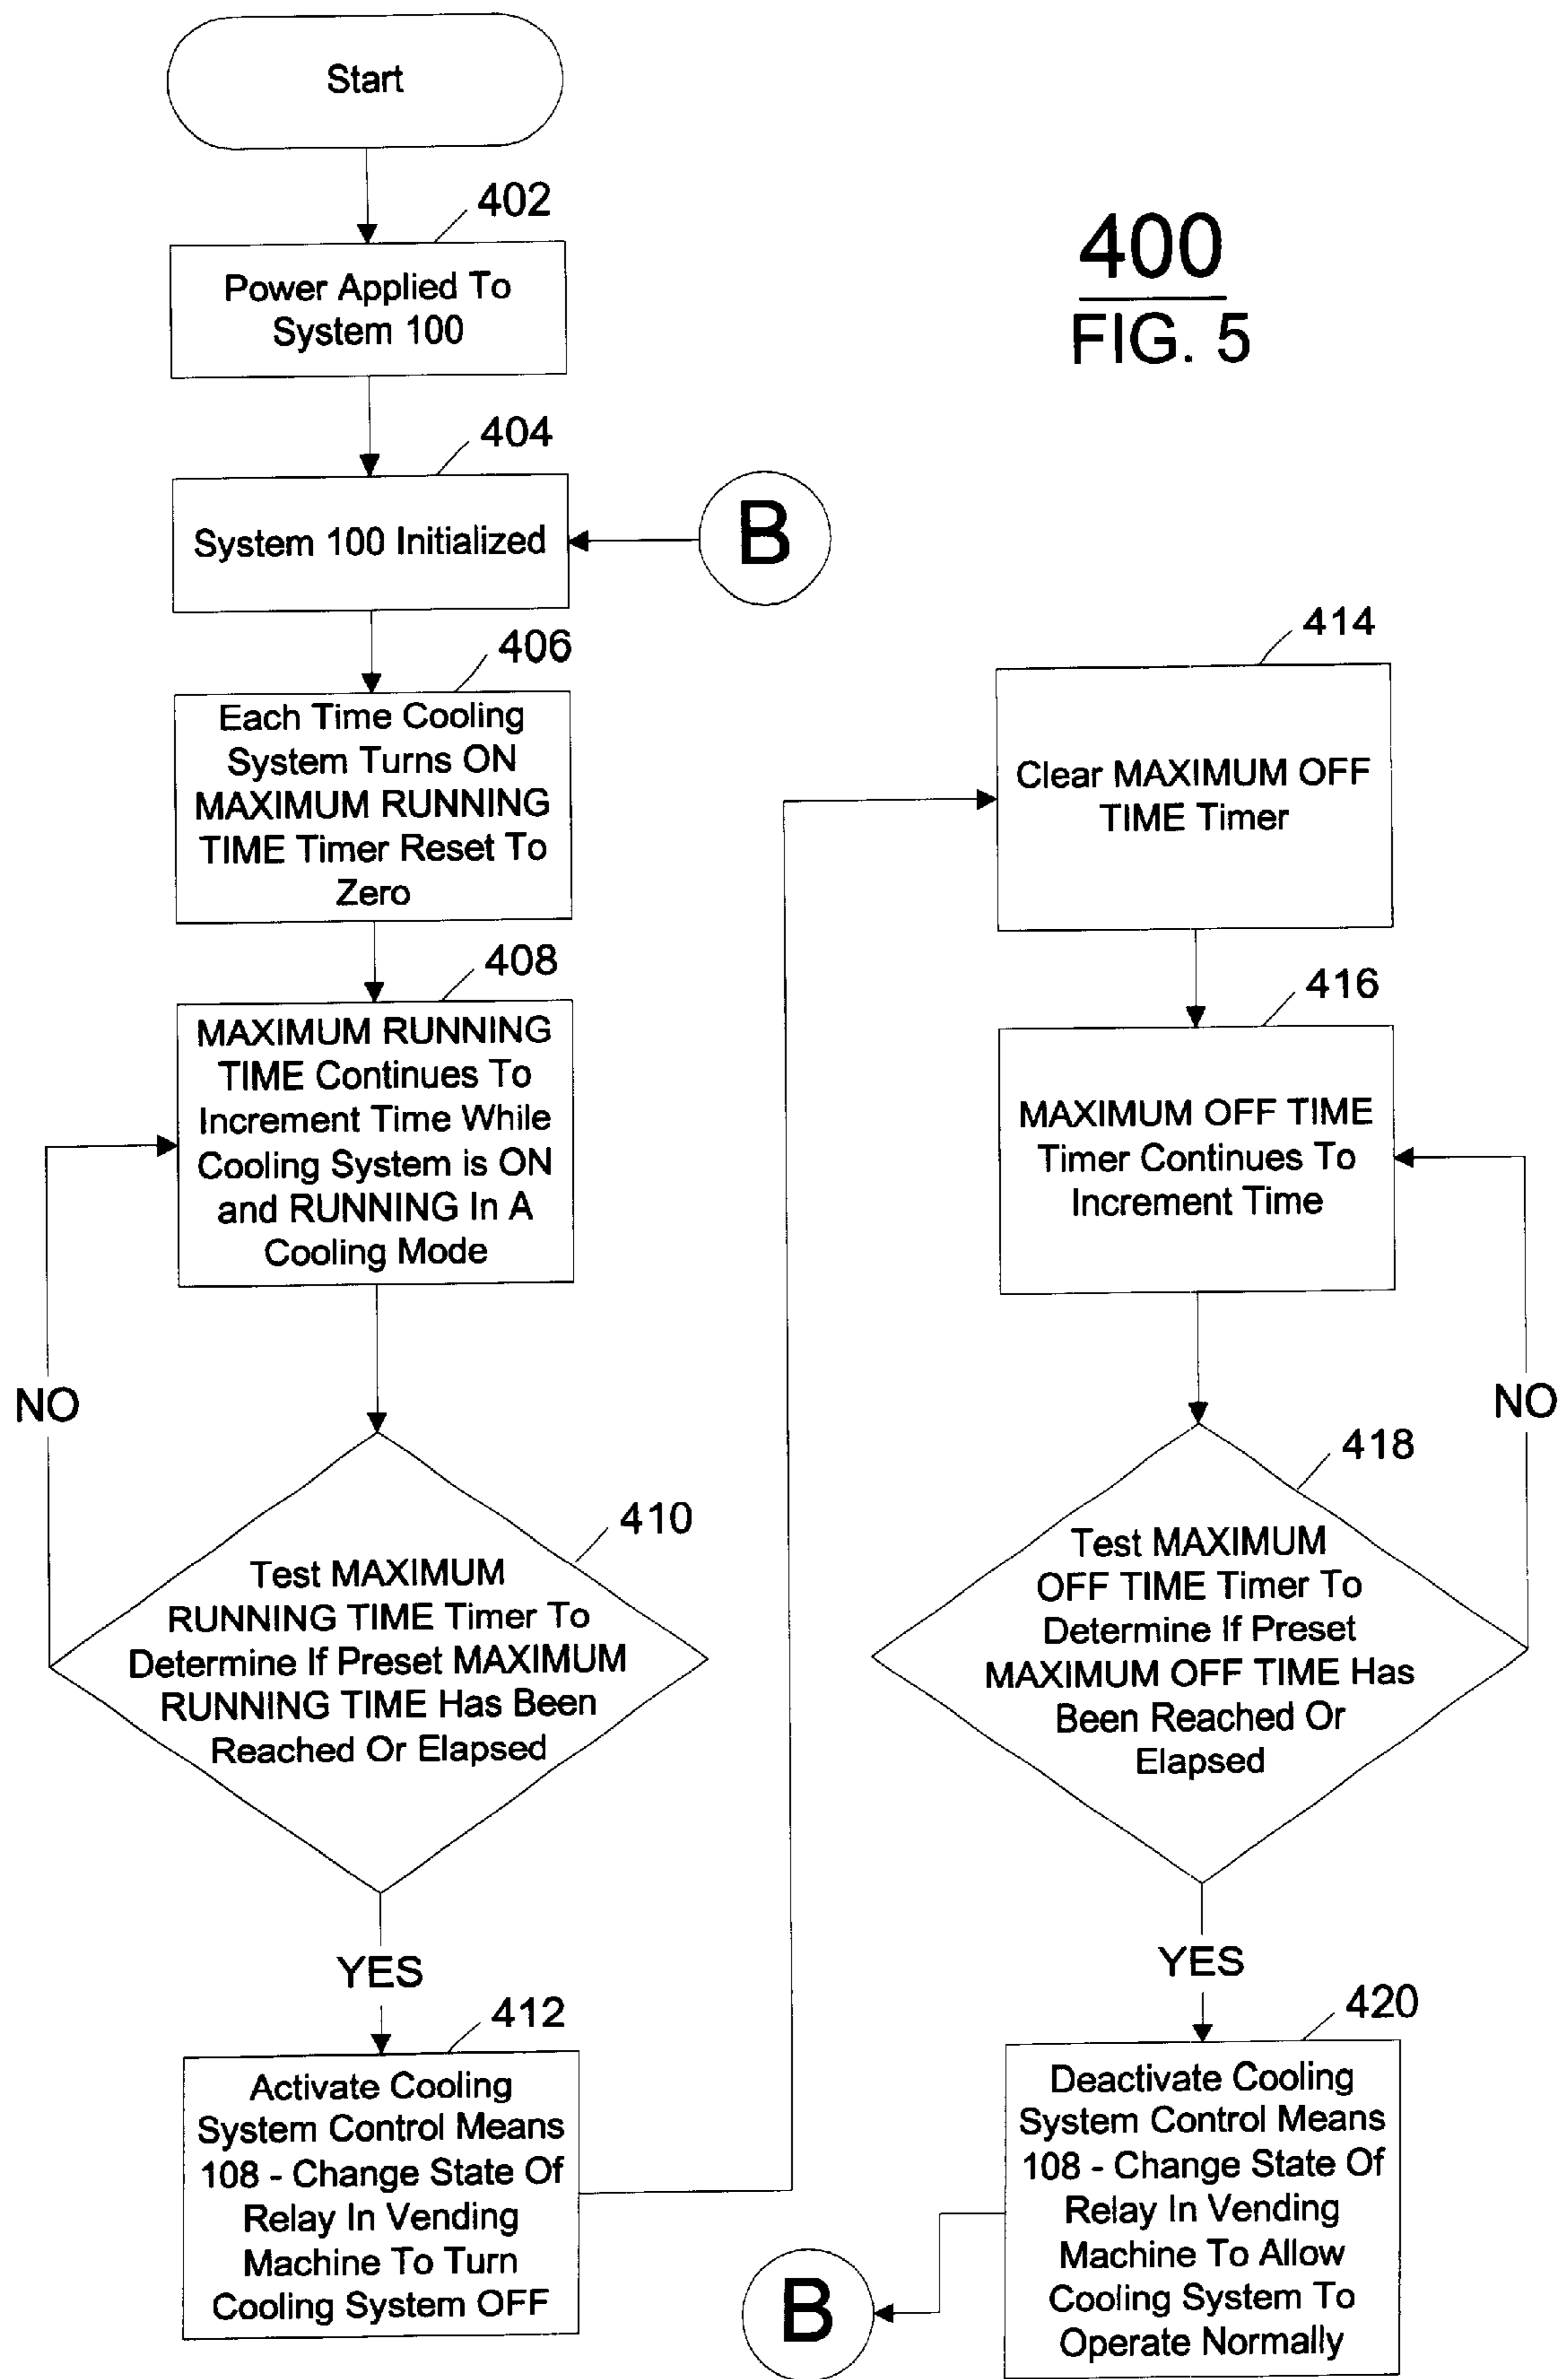 Start
402
Power Applied To
System 100
400
FIG. 5
404
System 100 Initialized
B
406
Each Time Cooling
System Turns ON
MAXIMUM RUNNING
TIME Timer Reset To
Zero
408
MAXIMUM RUNNING
TIME Continues To
Increment Time While
Cooling System is ON
and RUNNING In A
Cooling Mode
NO
410
Test MAXIMUM
RUNNING TIME Timer To
Determine If Preset MAXIMUM
RUNNING TIME Has Been
Reached Or Elapsed
YES
412
Activate Cooling
System Control Means
108 - Change State Of
Relay In Vending
Machine To Turn
Cooling System OFF
414
Clear MAXIMUM OFF
TIME Timer
416
MAXIMUM OFF TIME
Timer Continues To
Increment Time
NO
418
Test MAXIMUM
OFF TIME Timer To
Determine If Preset
MAXIMUM OFF TIME Has
Been Reached Or
Elapsed
YES
420
Deactivate Cooling
System Control Means
108 - Change State Of
Relay In Vending
Machine To Allow
Cooling System To
Operate Normally
B